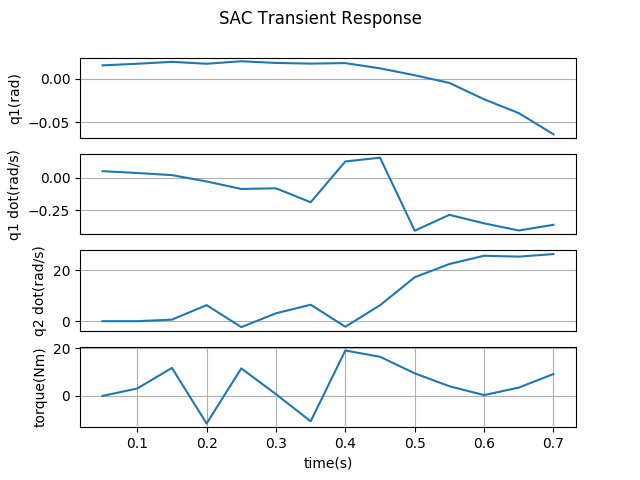 SAC Transient Response
q1(rad)
0.00
−0.05
q1 dot(rad/s)
0.00
−0.25
q2 dot(rad/s)
20
0
torque(Nm)
20
0
0.1 0.2 0.3 0.4 0.5 0.6 0.7
time(s)